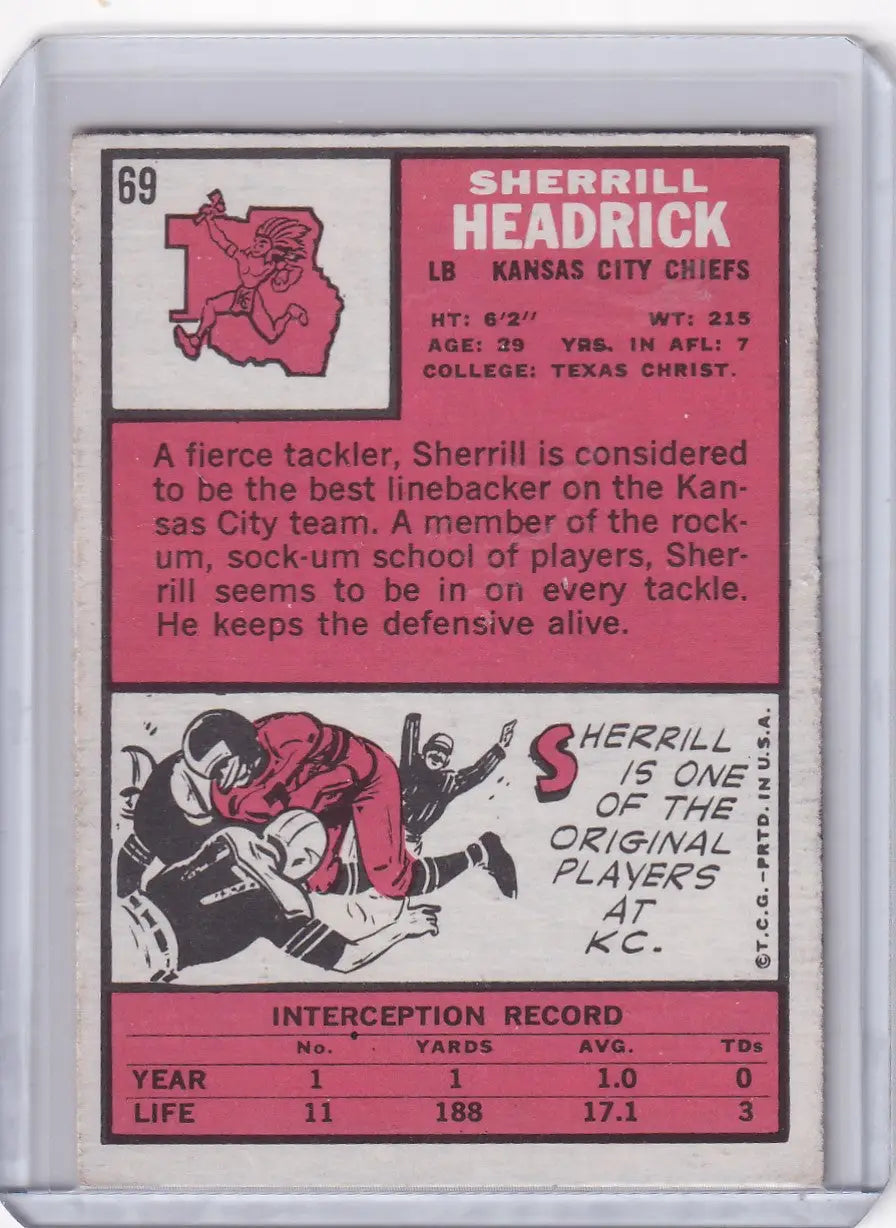 69
SHERRILL
HEADRICK
LB KANSAS CITY CHIEFS
HT: 6'2" WT: 215
AGE: 29 YRS. IN AFL: 7
COLLEGE: TEXAS CHRIST.
A fierce tackler, Sherrill is considered
to be the best linebacker on the Kan-
sas City team. A member of the rock-
um, sock-um school of players, Sher-
rill seems to be in on every tackle.
He keeps the defensive alive.
SHERRILL
IS ONE
OF THE
ORIGINAL
PLAYERS
AT
KC.
©T.C.G.-PRTD. IN U.S.A.
INTERCEPTION RECORD
No. YARDS AVG. TDs
YEAR 1 1 1.0 0
LIFE 11 188 17.1 3